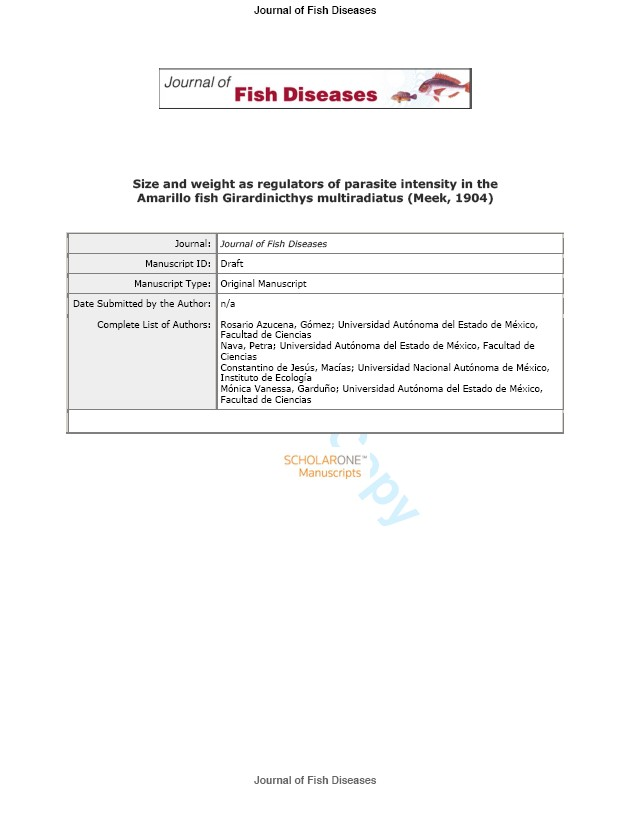 Journal of Fish Diseases
Journal of
Fish Diseases
Size and weight as regulators of parasite intensity in the
Amarillo fish Girardinicthys multiradiatus (Meek, 1904)
Journal: Journal of Fish Diseases
Manuscript ID: Draft
Manuscript Type: Original Manuscript
Date Submitted by the Author: n/a
Complete List of Authors: Rosario Azucena, Gómez; Universidad Autónoma del Estado de México,
Facultad de Ciencias
Nava, Petra; Universidad Autónoma del Estado de México, Facultad de
Ciencias
Constantino de Jesús, Macías; Universidad Nacional Autónoma de México,
Instituto de Ecología
Mónica Vanessa, Garduño; Universidad Autónoma del Estado de México,
Facultad de Ciencias
SCHOLARONE™
Manuscripts
Copy
Journal of Fish Diseases